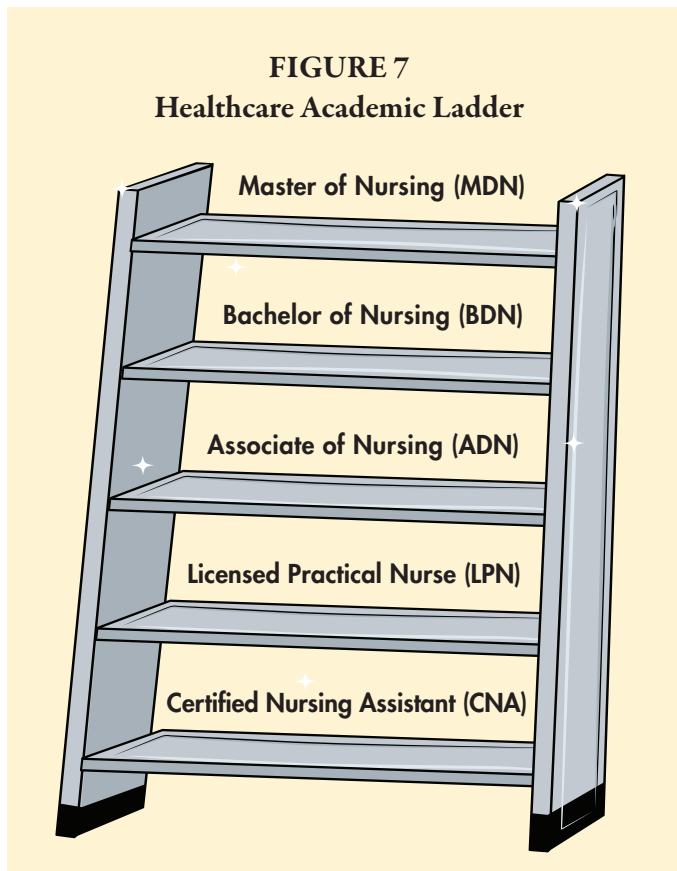 FIGURE 7
Healthcare Academic Ladder
Master of Nursing (MDN)
Bachelor of Nursing (BDN)
Associate of Nursing (ADN)
Licensed Practical Nurse (LPN)
Certified Nursing Assistant (CNA)